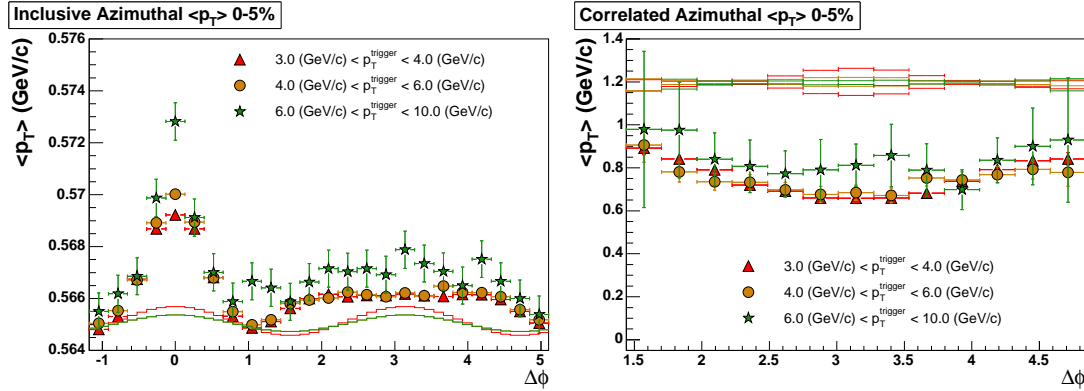 Inclusive Azimuthal <p_T> 0-5%
<p_T> (GeV/c)
0.576
0.574
0.572
0.57
0.568
0.566
0.564
3.0 (GeV/c) < p_T^trigger < 4.0 (GeV/c)
4.0 (GeV/c) < p_T^trigger < 6.0 (GeV/c)
6.0 (GeV/c) < p_T^trigger < 10.0 (GeV/c)
-1 0 1 2 3 4 5
Δϕ
Correlated Azimuthal <p_T> 0-5%
<p_T> (GeV/c)
1.4
1.2
1
0.8
0.6
0.4
0.2
0
3.0 (GeV/c) < p_T^trigger < 4.0 (GeV/c)
4.0 (GeV/c) < p_T^trigger < 6.0 (GeV/c)
6.0 (GeV/c) < p_T^trigger < 10.0 (GeV/c)
1.5 2 2.5 3 3.5 4 4.5
Δϕ